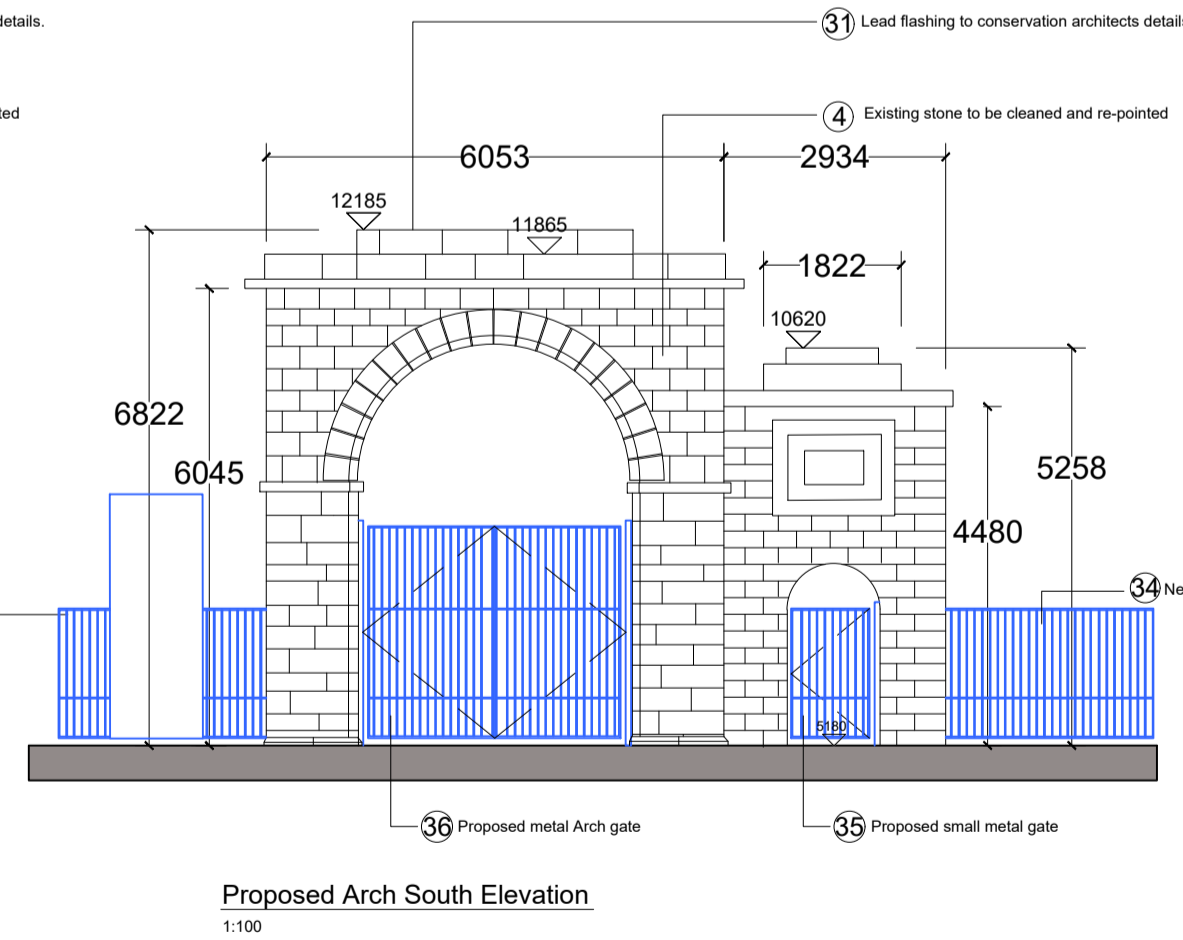 details.
31 Lead flashing to conservation architects details
ted
4 Existing stone to be cleaned and re-pointed
6053
2934
12185
11865
1822
10620
6822
6045
5258
4480
34 Ne
5180
36 Proposed metal Arch gate
35 Proposed small metal gate
Proposed Arch South Elevation
1:100